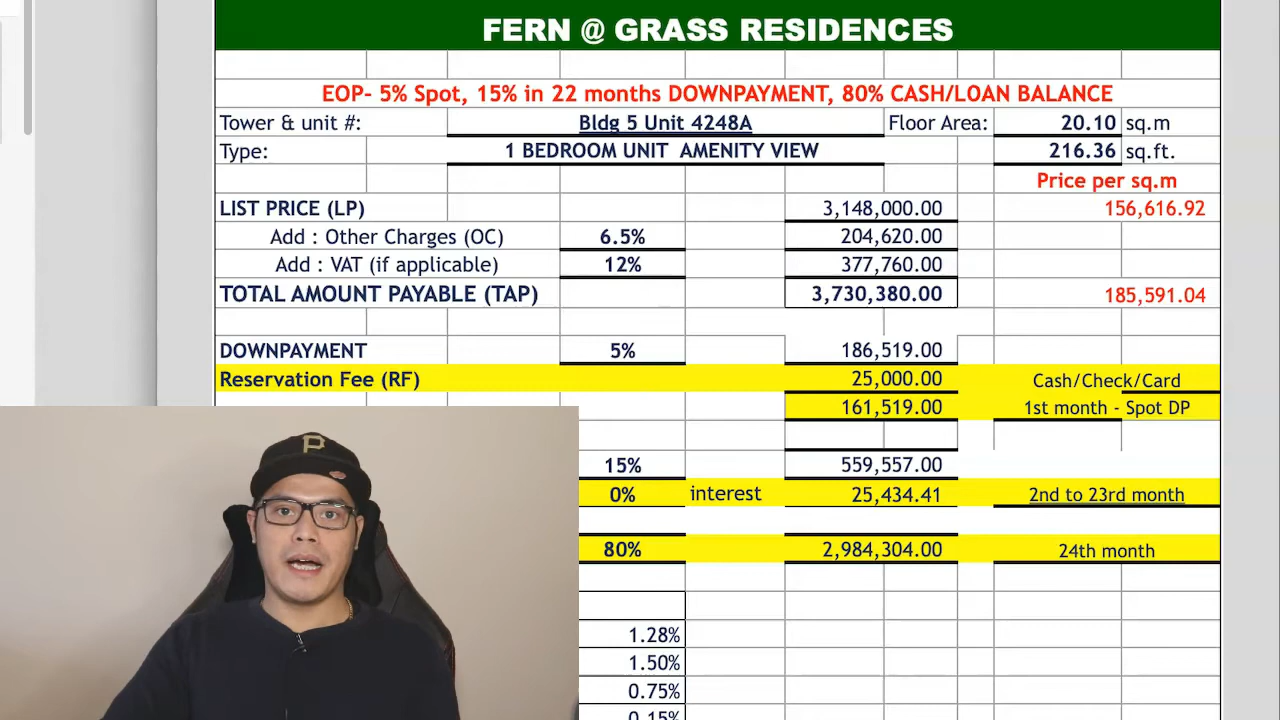 FERN @ GRASS RESIDENCES
EOP- 5% Spot, 15% in 22 months DOWNPAYMENT, 80% CASH/LOAN BALANCE
Tower & unit #: Bldg 5 Unit 4248A Floor Area: 20.10 sq.m
Type: 1 BEDROOM UNIT AMENITY VIEW 216.36 sq.ft.
Price per sq.m
LIST PRICE (LP) 3,148,000.00 156,616.92
Add : Other Charges (OC) 6.5% 204,620.00
Add : VAT (if applicable) 12% 377,760.00
TOTAL AMOUNT PAYABLE (TAP) 3,730,380.00 185,591.04
DOWNPAYMENT 5% 186,519.00
Reservation Fee (RF) 25,000.00 Cash/Check/Card
161,519.00 1st month - Spot DP
15% 559,557.00
0% interest 25,434.41 2nd to 23rd month
80% 2,984,304.00 24th month
1.28%
1.50%
0.75%
0.15%
P